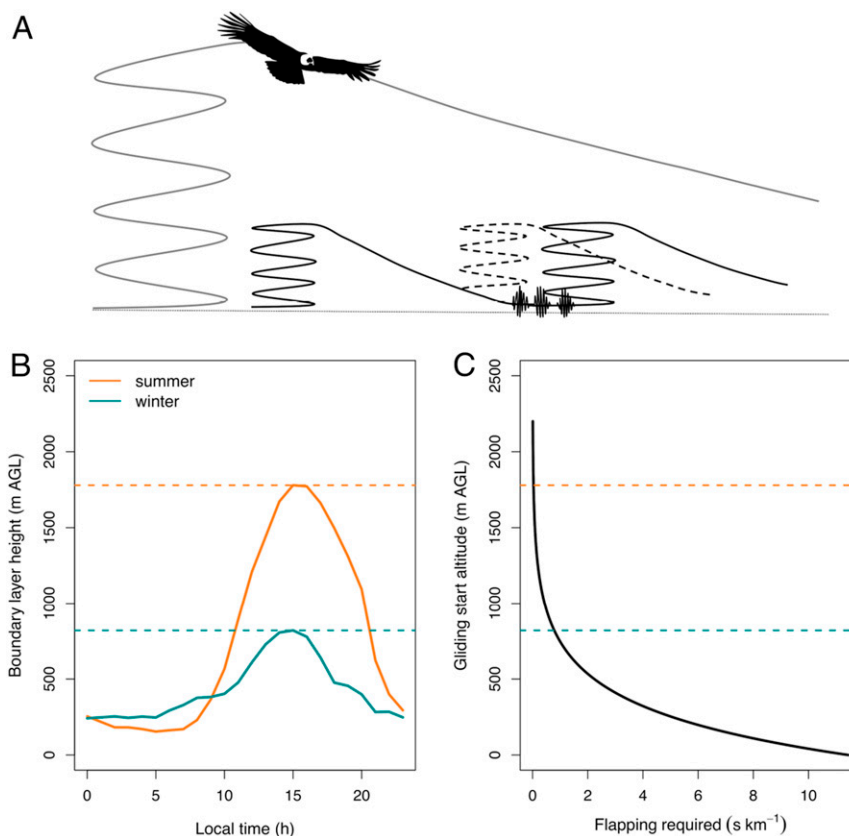 A
B
summer
winter
Boundary layer height (m AGL)
2500
2000
1500
1000
500
0
0 5 10 15 20
Local time (h)
C
Gliding start altitude (m AGL)
2500
2000
1500
1000
500
0
0 2 4 6 8 10
Flapping required (s km⁻¹)